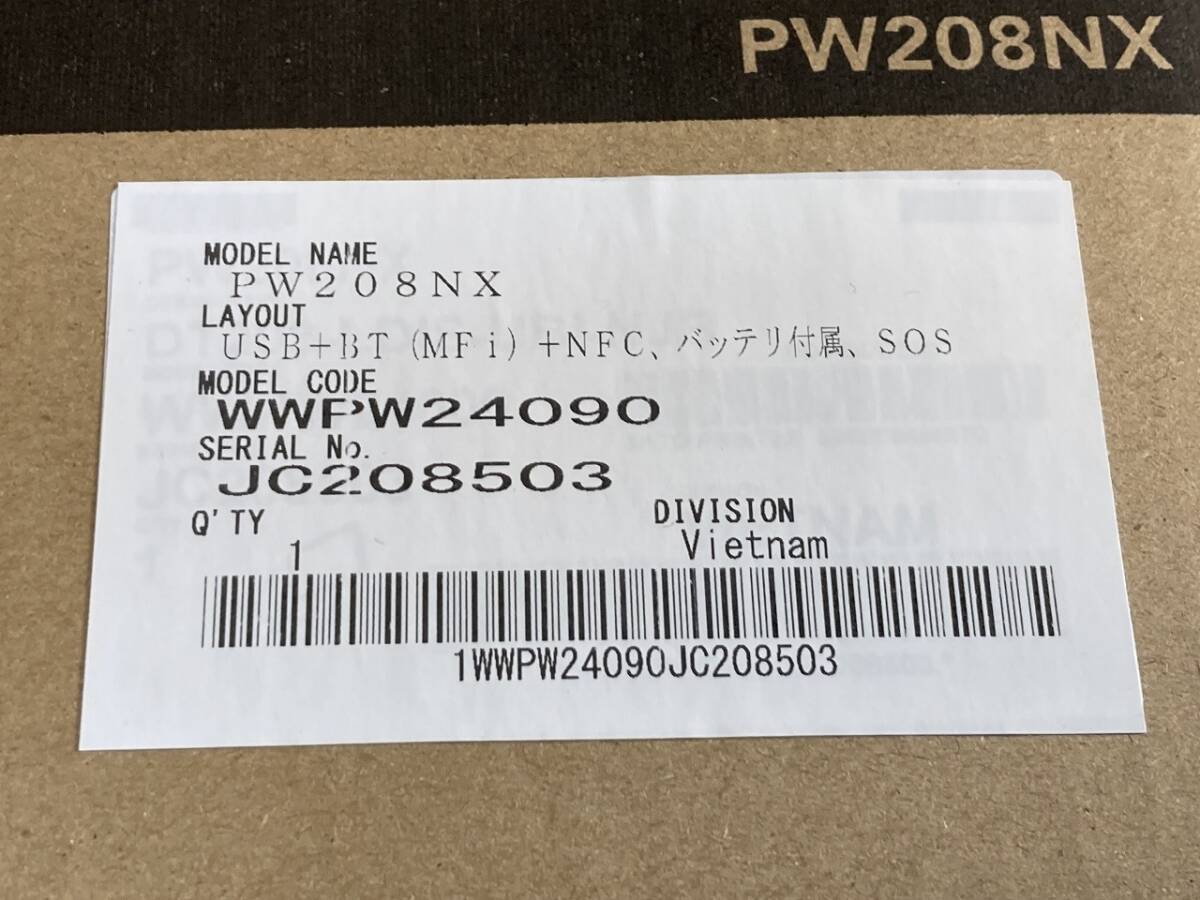 PW208NX
MODEL NAME
PW208NX
LAYOUT
USB+BT(MFi)+NFC、バッテリ付属、SOS
MODEL CODE
WWPW24090
SERIAL No.
JC208503
Q'TY
1
DIVISION
Vietnam
1WWPW24090JC208503